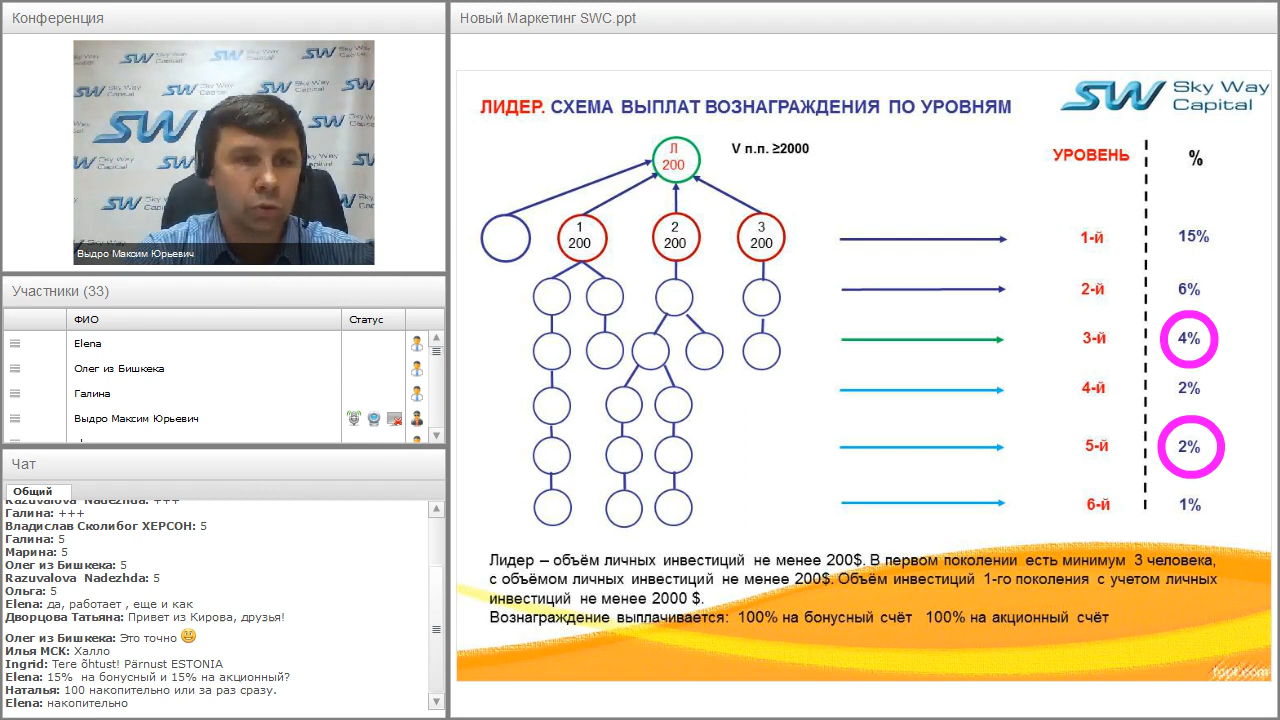 Конференция
Sky Way
Capital
Выдро Максим Юрьевич
Участники (33)
ФИО
Статус
Elena
Олег из Бишкека
Галина
Выдро Максим Юрьевич
Чат
Общий
Razuvalova Nadezhda: +++
Галина: +++
Владислав Сколибог ХЕРСОН: 5
Галина: 5
Марина: 5
Олег из Бишкека: 5
Razuvalova Nadezhda: 5
Ольга: 5
Elena: да, работает , еще и как
Дворцова Татьяна: Привет из Кирова, друзья!
Олег из Бишкека: Это точно
Илья МСК: Халло
Ingrid: Tere õhtust! Pärnust ESTONIA
Elena: 15% на бонусный и 15% на акционный?
Наталья: 100 накопительно или за раз сразу.
Elena: накопительно
Новый Маркетинг SWC.ppt
ЛИДЕР. СХЕМА ВЫПЛАТ ВОЗНАГРАЖДЕНИЯ ПО УРОВНЯМ
SW Sky Way
Capital
Л
200
V п.п. ≥2000
УРОВЕНЬ %
1
200
2
200
3
200
1-й 15%
2-й 6%
3-й 4%
4-й 2%
5-й 2%
6-й 1%
Лидер – объём личных инвестиций не менее 200$. В первом поколении есть минимум 3 человека,
с объёмом личных инвестиций не менее 200$. Объём инвестиций 1-го поколения с учетом личных
инвестиций не менее 2000 $.
Вознаграждение выплачивается: 100% на бонусный счёт 100% на акционный счёт